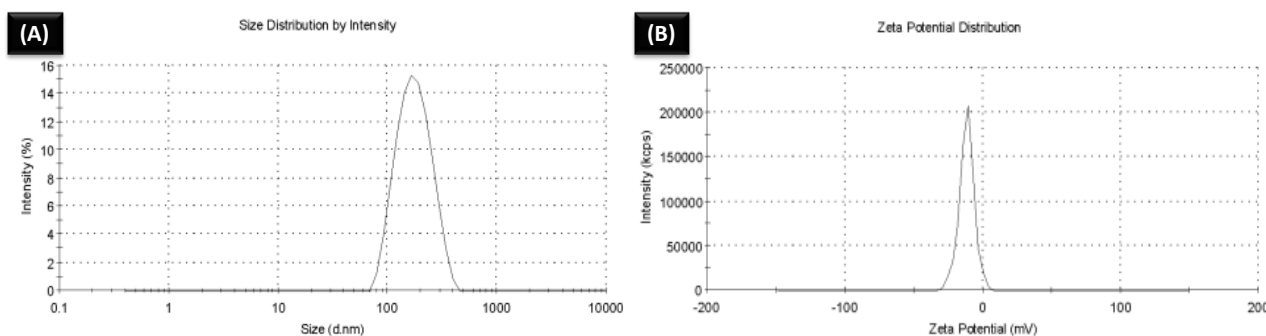 (A)
Size Distribution by Intensity
16
14
12
10
8
6
4
2
0
Intensity (%)
0.1 1 10 100 1000 10000
Size (d.nm)
(B)
Zeta Potential Distribution
250000
200000
150000
100000
50000
0
Intensity (kcps)
-200 -100 0 100 200
Zeta Potential (mV)